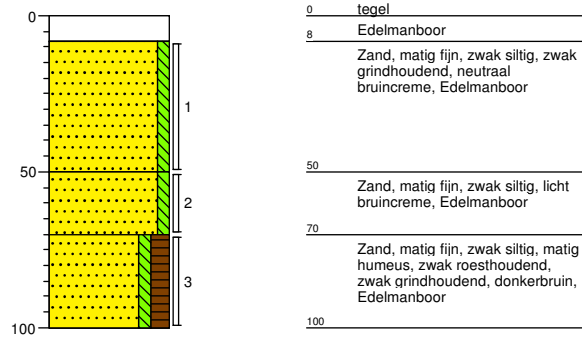 0
50
100
1
2
3
0 tegel
Edelmanboor
8
Zand, matig fijn, zwak siltig, zwak
grindhoudend, neutraal
bruincreme, Edelmanboor
50
Zand, matig fijn, zwak siltig, licht
bruincreme, Edelmanboor
70
Zand, matig fijn, zwak siltig, matig
humeus, zwak roesthoudend,
zwak grindhoudend, donkerbruin,
Edelmanboor
100